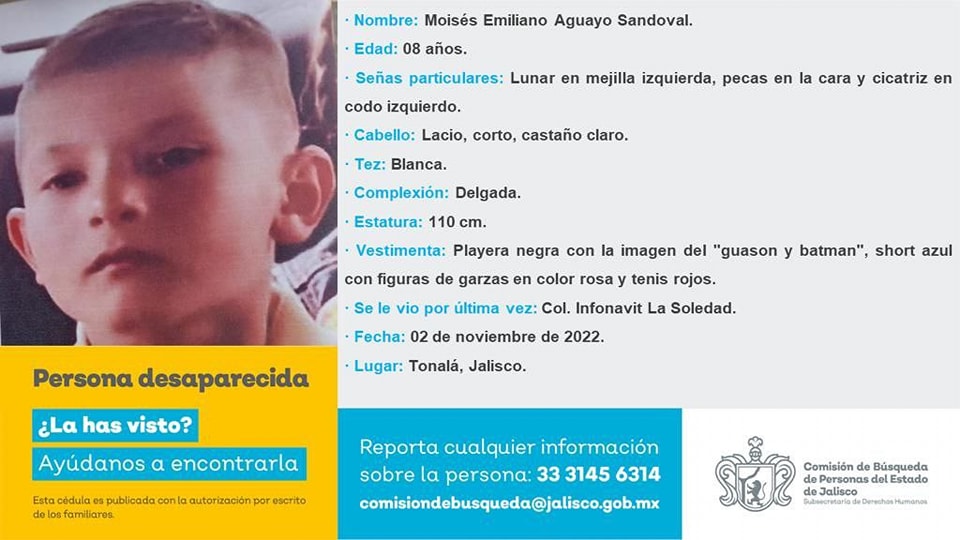 · Nombre: Moisés Emiliano Aguayo Sandoval.
· Edad: 08 años.
· Señas particulares: Lunar en mejilla izquierda, pecas en la cara y cicatriz en
codo izquierdo.
· Cabello: Lacio, corto, castaño claro.
· Tez: Blanca.
· Complexión: Delgada.
· Estatura: 110 cm.
· Vestimenta: Playera negra con la imagen del "guason y batman", short azul
con figuras de garzas en color rosa y tenis rojos.
· Se le vio por última vez: Col. Infonavit La Soledad.
· Fecha: 02 de noviembre de 2022.
· Lugar: Tonalá, Jalisco.
Persona desaparecida
¿La has visto?
Ayúdanos a encontrarla
Esta cédula es publicada con la autorización por escrito
de los familiares.
Reporta cualquier información
sobre la persona: 33 3145 6314
comisiondebusqueda@jalisco.gob.mx
Comisión de Búsqueda
de Personas del Estado
de Jalisco
Subsecretaría de Derechos Humanos